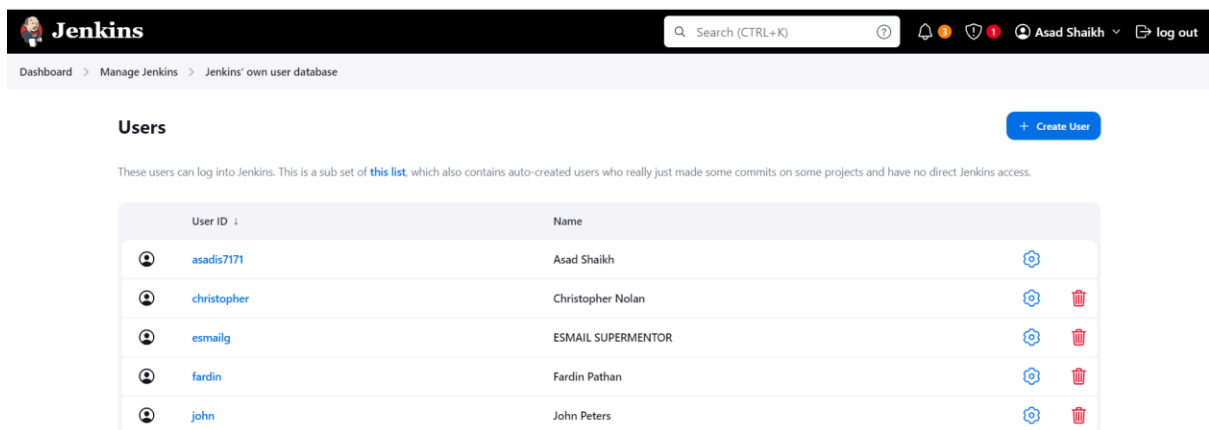 Jenkins
Search (CTRL+K) ? 3 1 Asad Shaikh log out
Dashboard > Manage Jenkins > Jenkins' own user database
Users
+ Create User
These users can log into Jenkins. This is a sub set of this list, which also contains auto-created users who really just made some commits on some projects and have no direct Jenkins access.
User ID ↓ Name
asadis7171 Asad Shaikh
christopher Christopher Nolan
esmailg ESMAIL SUPERMENTOR
fardin Fardin Pathan
john John Peters